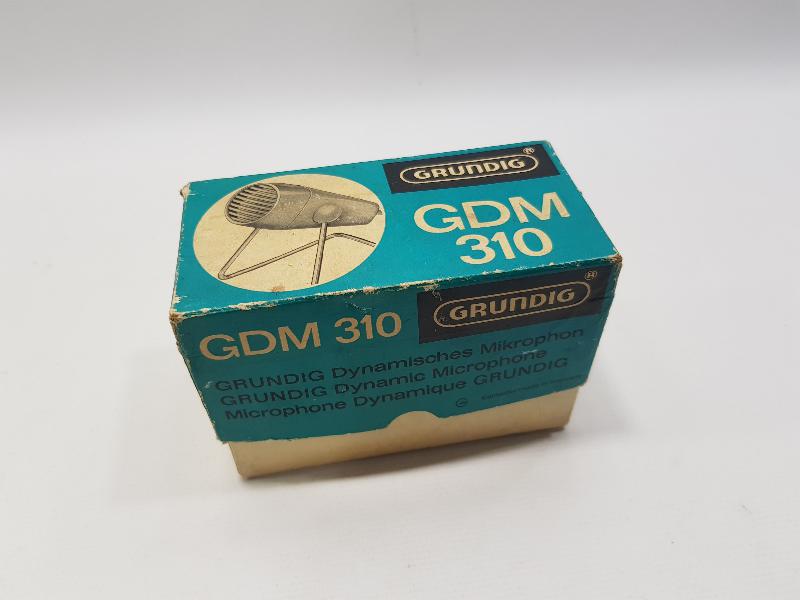 GRUNDIG ®
GDM
310
GDM 310
GRUNDIG ®
GRUNDIG Dynamisches Mikrophon
GRUNDIG Dynamic Microphone
Microphone Dynamique GRUNDIG